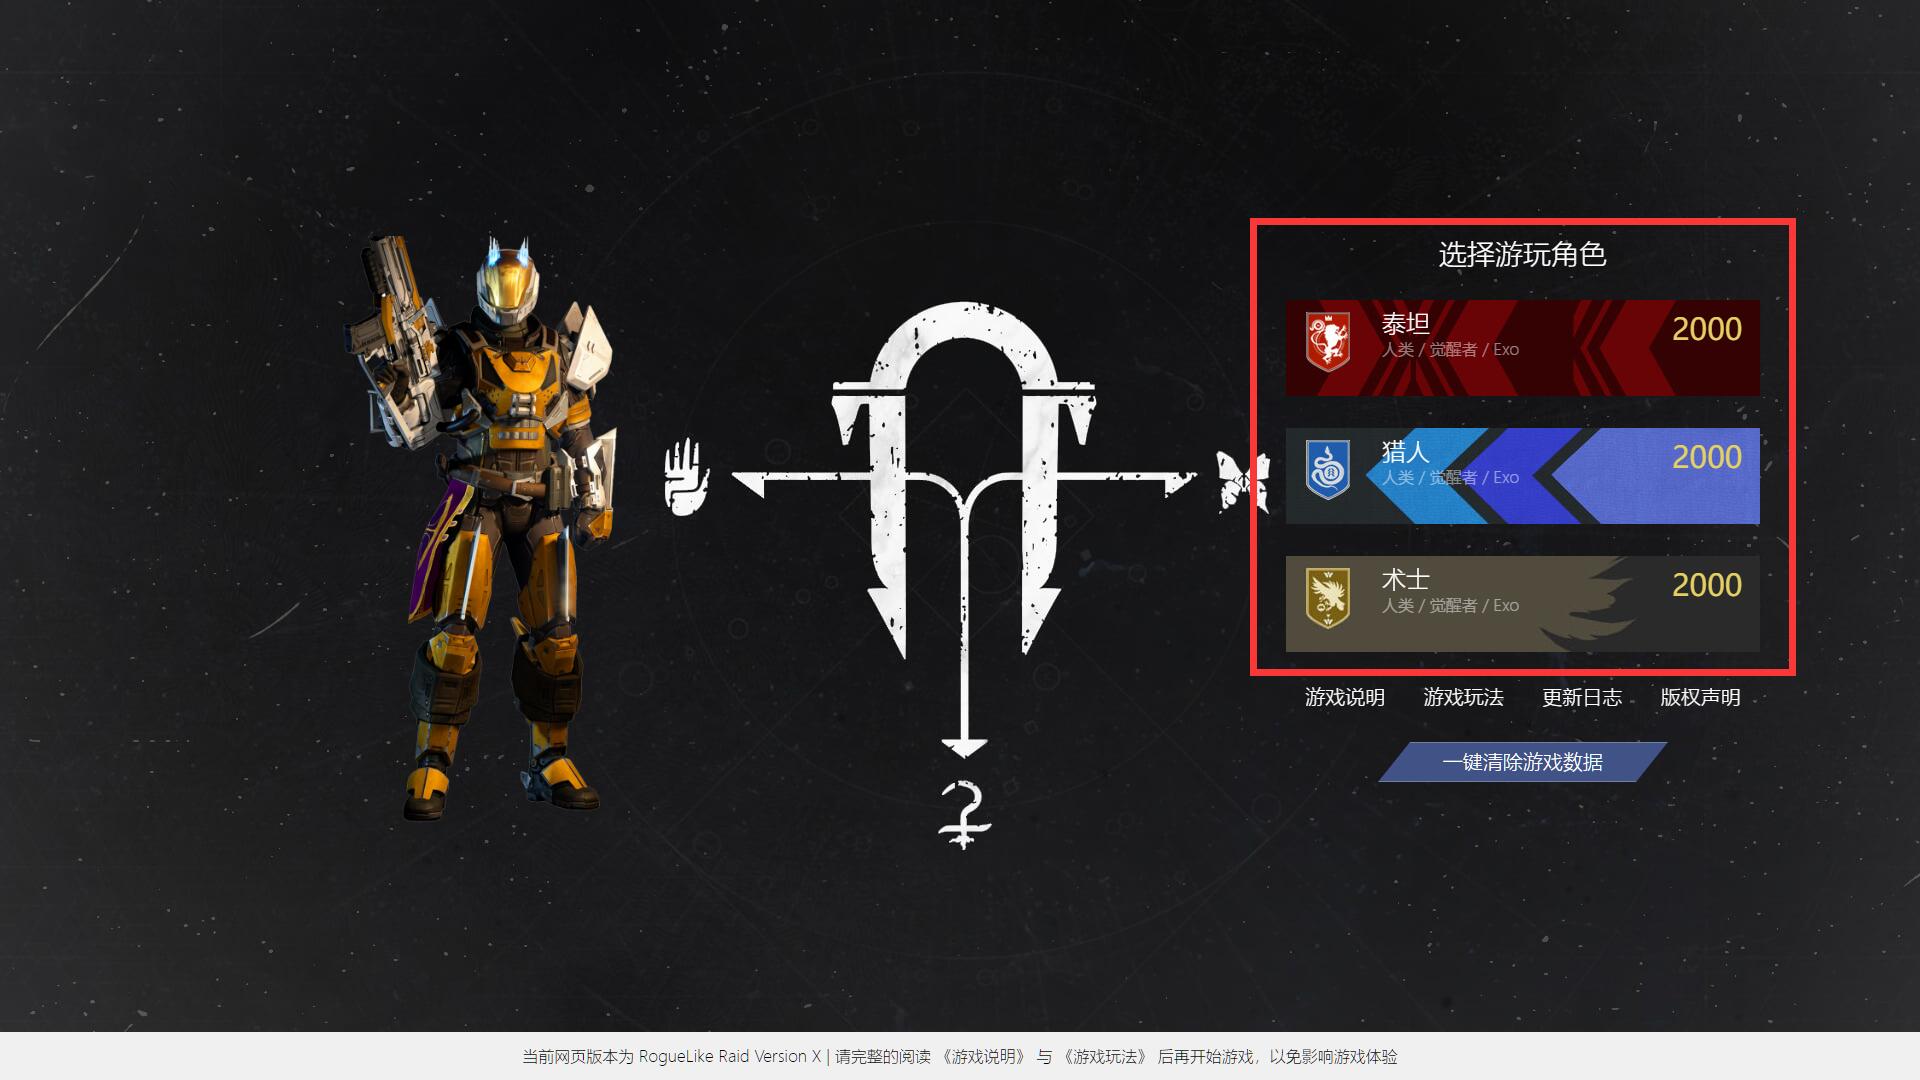 选择游玩角色
泰坦
2000
人类 / 觉醒者 / Exo
猎人
2000
人类 / 觉醒者 / Exo
术士
2000
人类 / 觉醒者 / Exo
游戏说明 游戏玩法 更新日志 版权声明
一键清除游戏数据
当前网页版本为 RogueLike Raid Version X | 请完整的阅读 《游戏说明》 与 《游戏玩法》 后再开始游戏，以免影响游戏体验